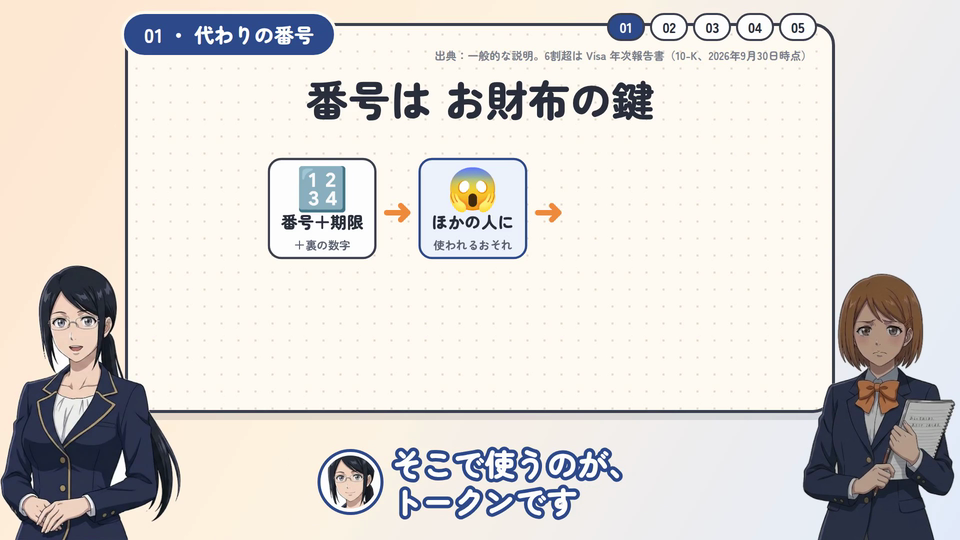 01 ・ 代わりの番号
01 02 03 04 05
出典：一般的な説明。6割超は Visa 年次報告書（10-K、2026年9月30日時点）
番号は お財布の鍵
1 2
3 4
番号＋期限
＋裏の数字
ほかの人に
使われるおそれ
そこで使うのが、
トークンです